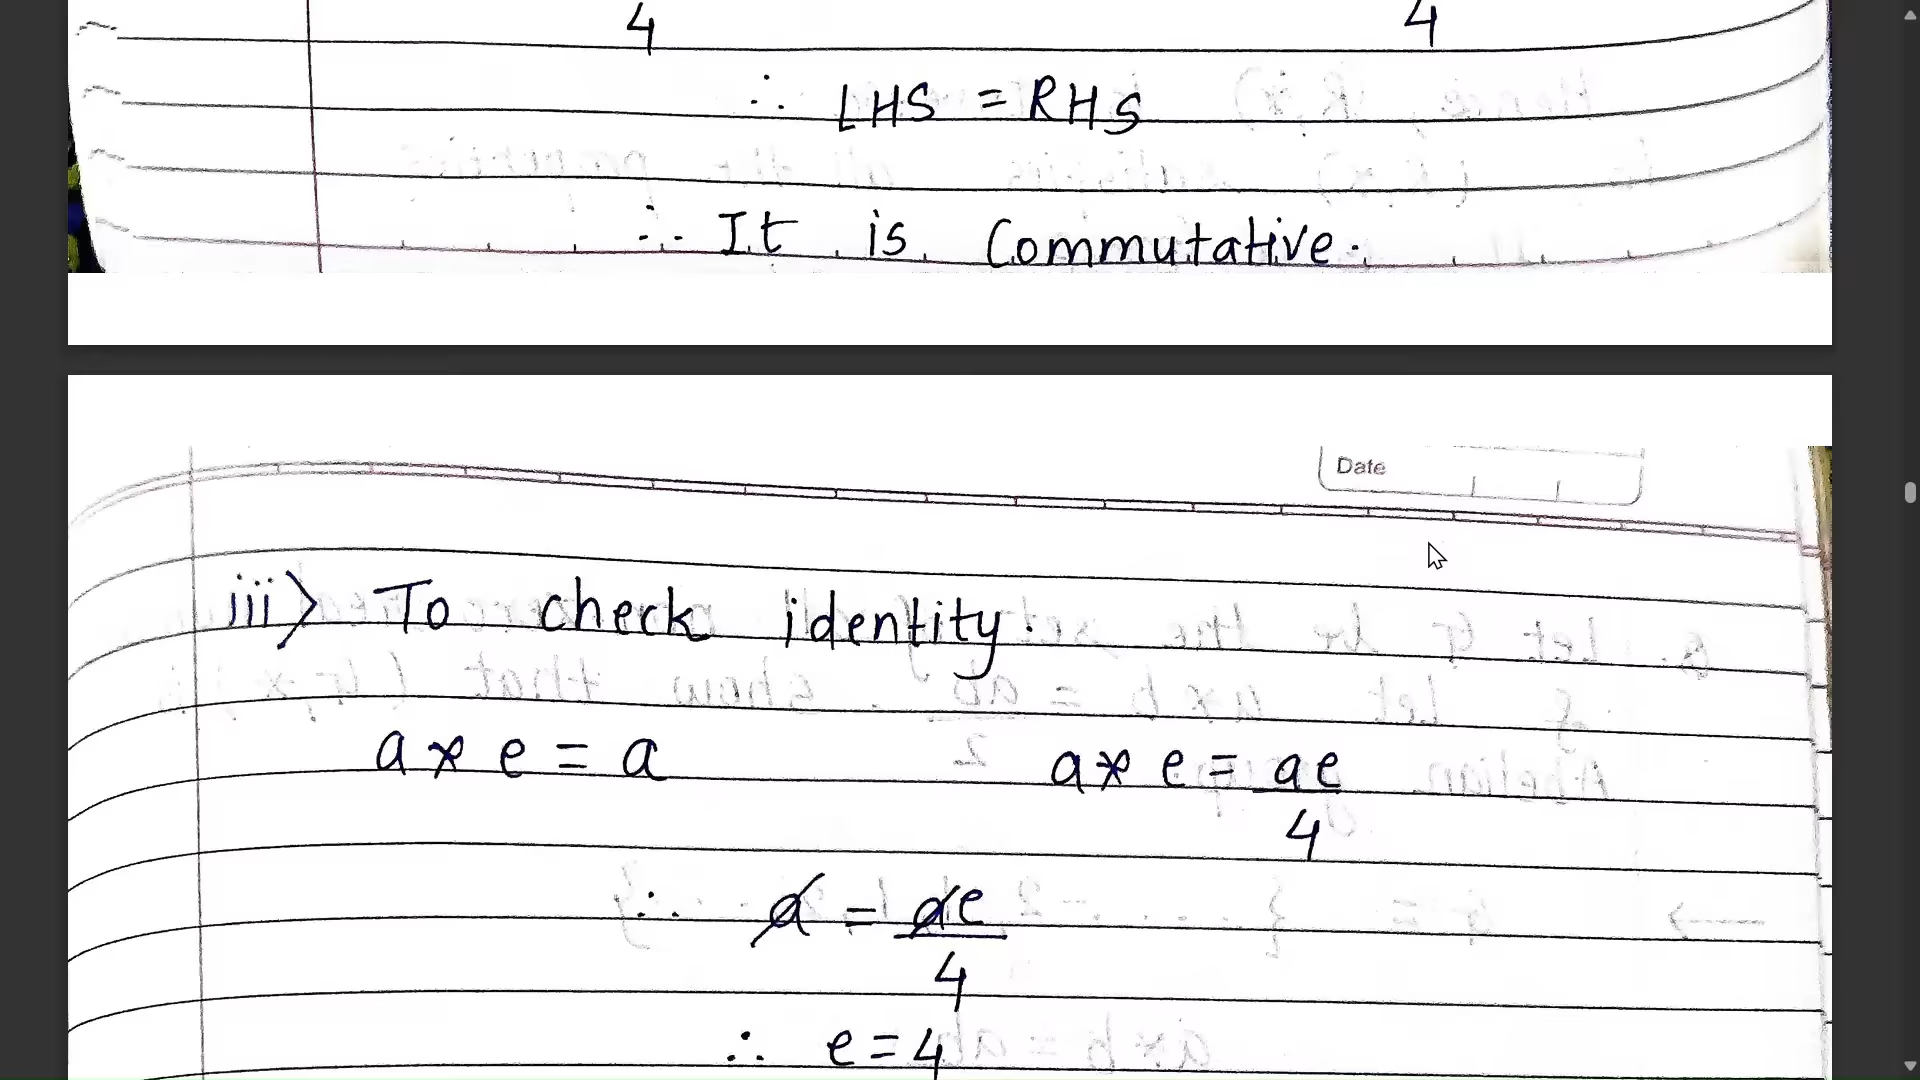 4 4
∴ LHS = RHS
∴ It is Commutative.
Date
iii) To check identity.
a * e = a a * e = ae
4
∴ a = ae
4
∴ e = 4